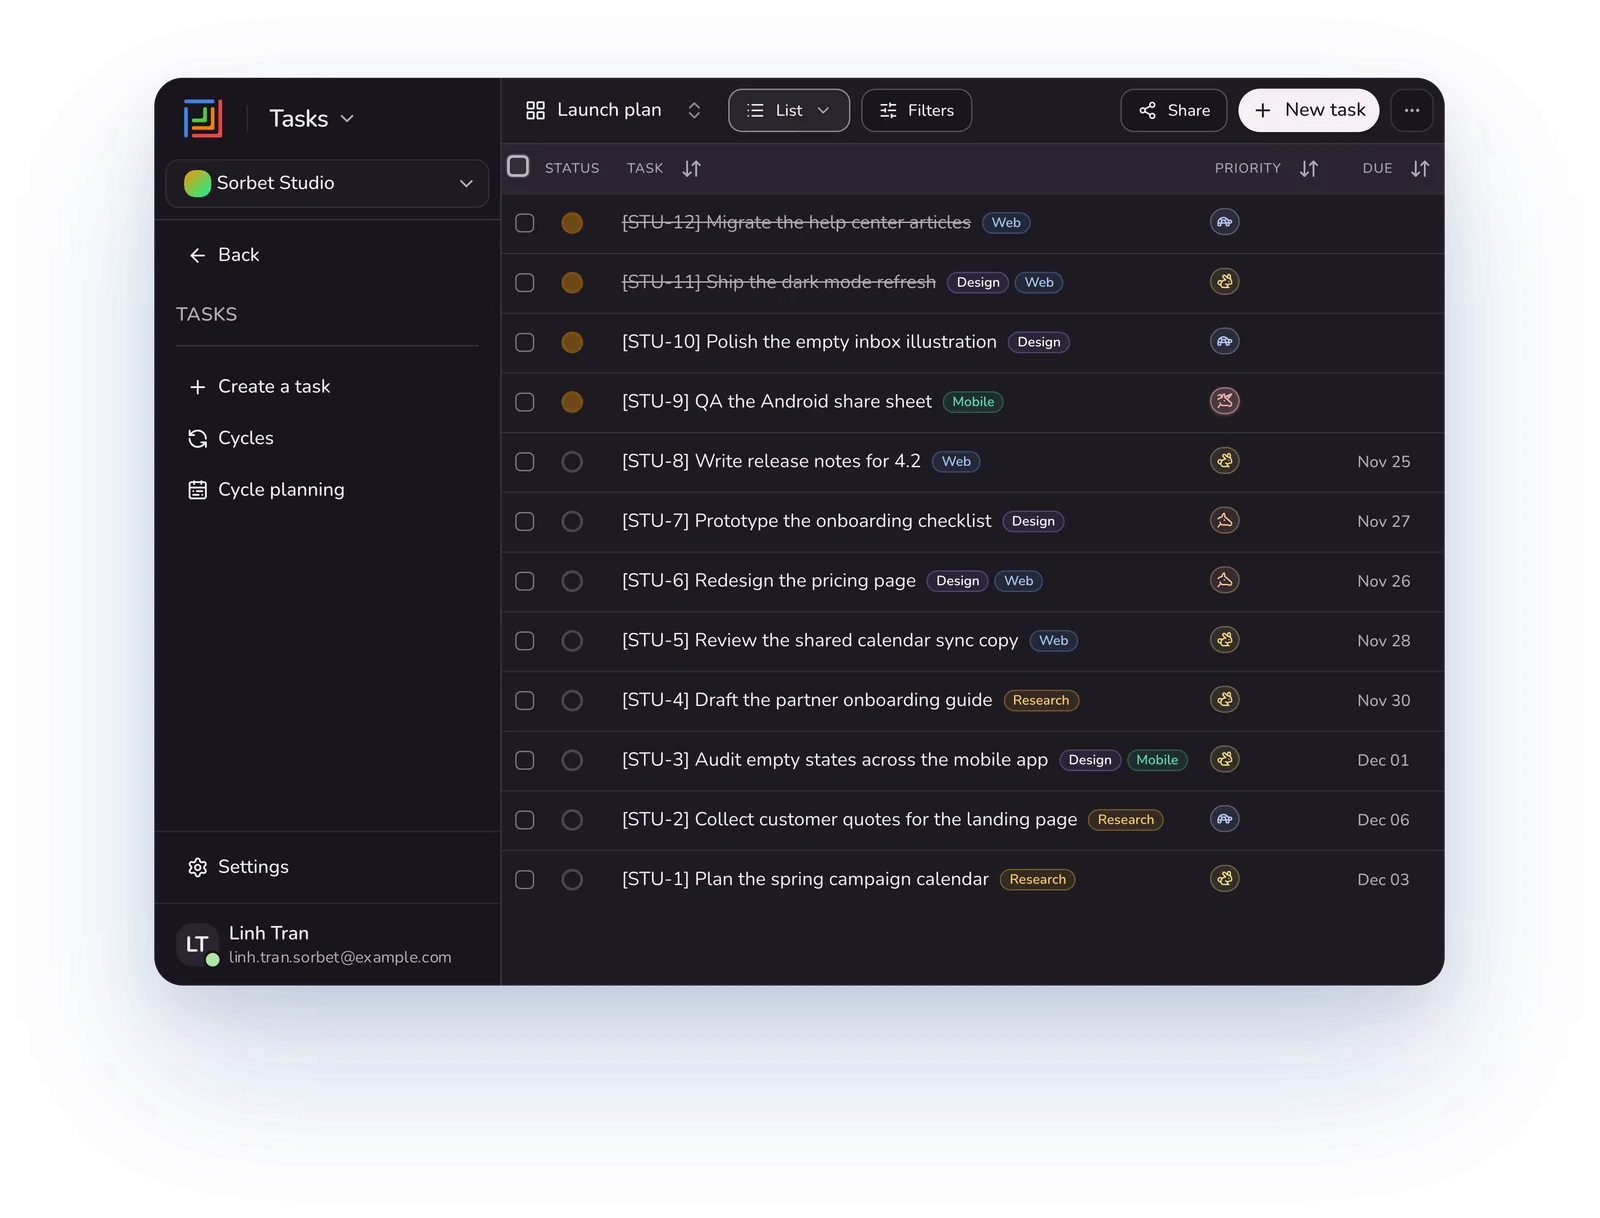 Tasks
Sorbet Studio
Back
TASKS
Create a task
Cycles
Cycle planning
Settings
LT
Linh Tran
linh.tran.sorbet@example.com
Launch plan
List
Filters
Share
New task
STATUS TASK PRIORITY DUE
[STU-12] Migrate the help center articles Web
[STU-11] Ship the dark mode refresh Design Web
[STU-10] Polish the empty inbox illustration Design
[STU-9] QA the Android share sheet Mobile
[STU-8] Write release notes for 4.2 Web Nov 25
[STU-7] Prototype the onboarding checklist Design Nov 27
[STU-6] Redesign the pricing page Design Web Nov 26
[STU-5] Review the shared calendar sync copy Web Nov 28
[STU-4] Draft the partner onboarding guide Research Nov 30
[STU-3] Audit empty states across the mobile app Design Mobile Dec 01
[STU-2] Collect customer quotes for the landing page Research Dec 06
[STU-1] Plan the spring campaign calendar Research Dec 03